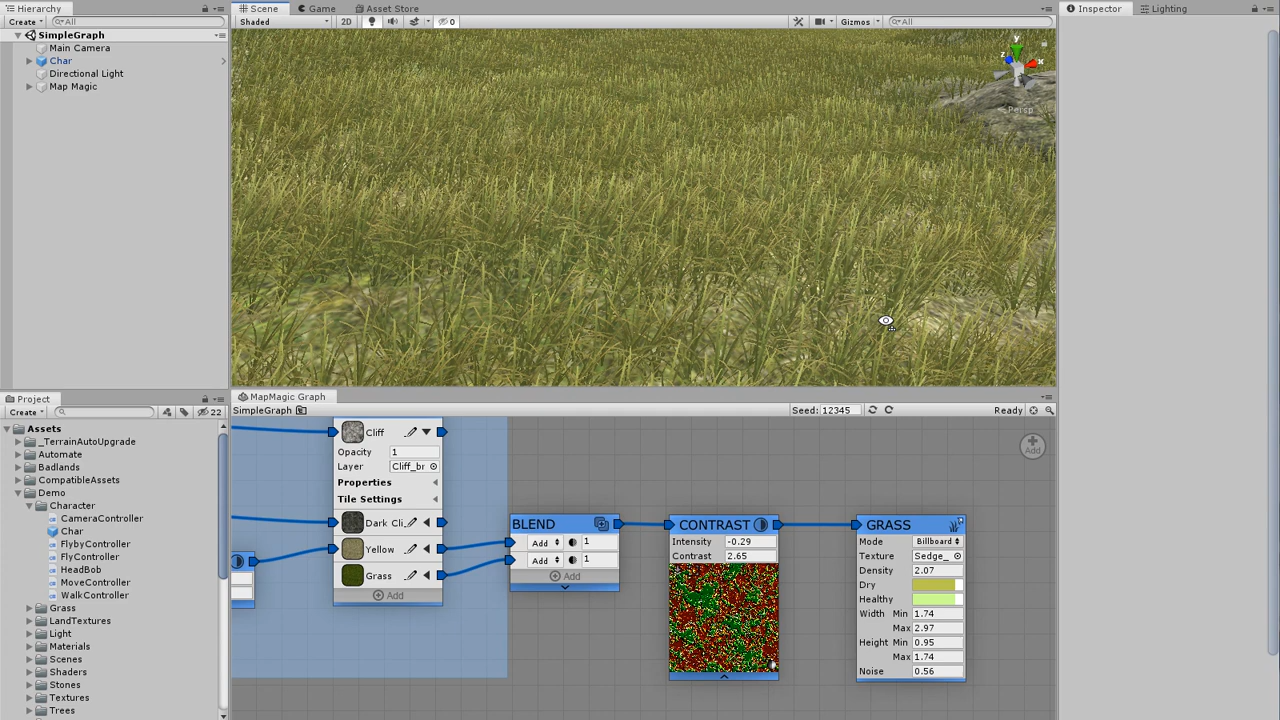 Hierarchy
Create
All
SimpleGraph
Main Camera
Char
Directional Light
Map Magic
Scene
Game
Asset Store
Shaded
2D
0
Gizmos
All
y
z
x
Persp
Inspector
Lighting
Project
Create
22
Assets
_TerrainAutoUpgrade
Automate
Badlands
CompatibleAssets
Demo
Character
CameraController
Char
FlybyController
FlyController
HeadBob
MoveController
WalkController
Grass
LandTextures
Light
Materials
Scenes
Shaders
Stones
Textures
Trees
MapMagic Graph
SimpleGraph
Seed: 12345
Ready
Add
Cliff
Opacity 1
Layer Cliff_br
Properties
Tile Settings
Dark Cli..
Yellow
Grass
Add
BLEND
Add 1
Add 1
Add
CONTRAST
Intensity -0.29
Contrast 2.65
GRASS
Mode Billboard
Texture Sedge_
Density 2.07
Dry
Healthy
Width Min 1.74
Max 2.97
Height Min 0.95
Max 1.74
Noise 0.56